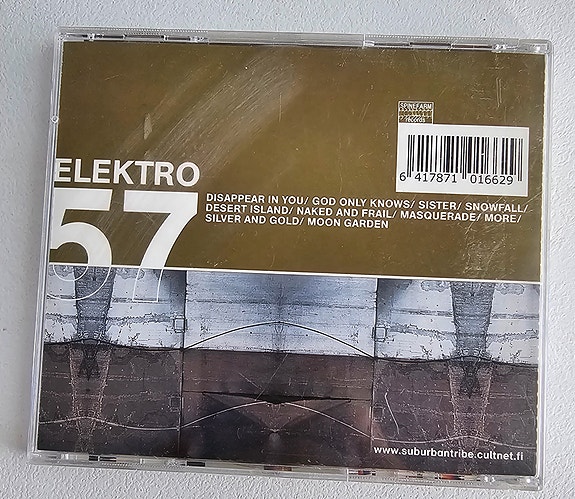 SPINEFARM
records
6 417871 016629
ELEKTRO
57
DISAPPEAR IN YOU/ GOD ONLY KNOWS/ SISTER/ SNOWFALL/
DESERT ISLAND/ NAKED AND FRAIL/ MASQUERADE/ MORE/
SILVER AND GOLD/ MOON GARDEN
www.suburbantribe.cultnet.fi